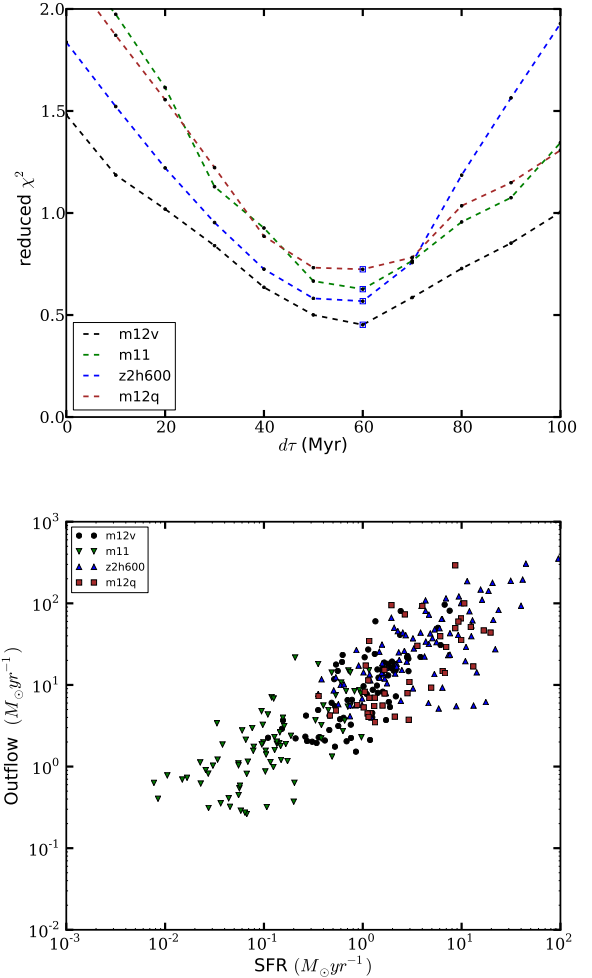 2.0
1.5
1.0
0.5
0.0
reduced χ²
m12v
m11
z2h600
m12q
0 20 40 60 80 100
dτ (Myr)
10³
10²
10¹
10⁰
10⁻¹
10⁻²
Outflow (M⊙yr⁻¹)
m12v
m11
z2h600
m12q
10⁻³ 10⁻² 10⁻¹ 10⁰ 10¹ 10²
SFR (M⊙yr⁻¹)